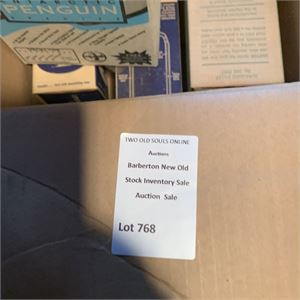 PENGUIN
TWO OLD SOULS ONLINE
Auctions
Barberton New Old
Stock Inventory Sale
Auction Sale
Lot 768